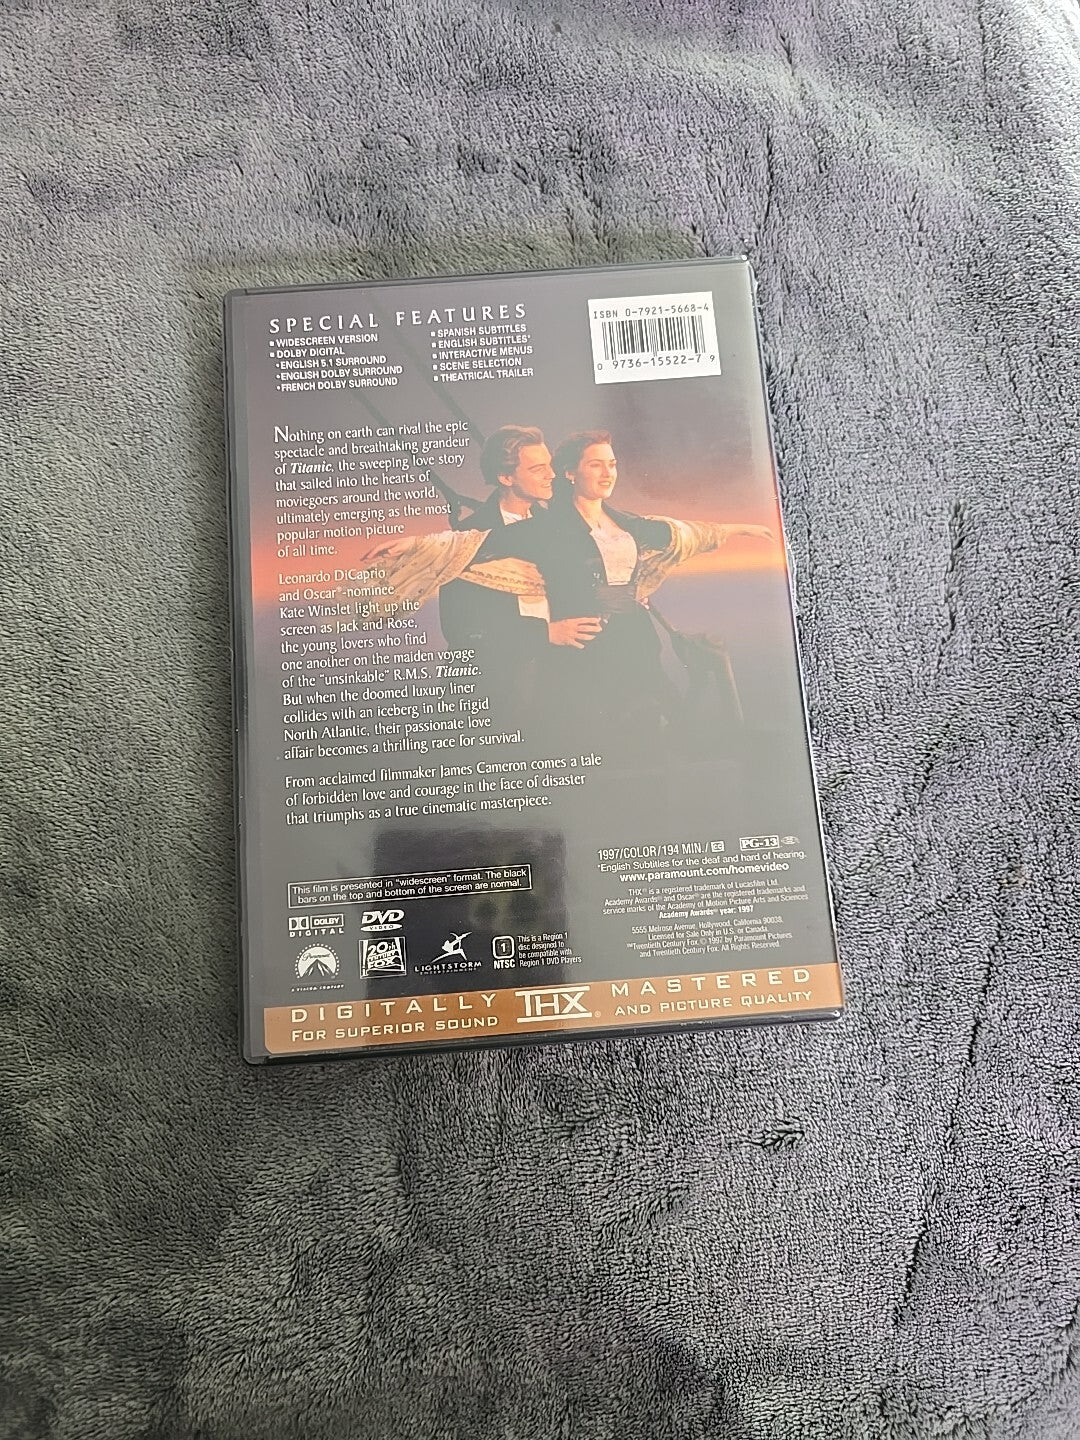 SPECIAL FEATURES
▪ WIDESCREEN VERSION
▪ DOLBY DIGITAL
•ENGLISH 5.1 SURROUND
•ENGLISH DOLBY SURROUND
•FRENCH DOLBY SURROUND
▪ SPANISH SUBTITLES
▪ ENGLISH SUBTITLES*
▪ INTERACTIVE MENUS
▪ SCENE SELECTION
▪ THEATRICAL TRAILER
ISBN 0-7921-5668-4
0 9736-15522-7 9
Nothing on earth can rival the epic
spectacle and breathtaking grandeur
of Titanic, the sweeping love story
that sailed into the hearts of
moviegoers around the world,
ultimately emerging as the most
popular motion picture
of all time.
Leonardo DiCaprio
and Oscar®-nominee
Kate Winslet light up the
screen as Jack and Rose,
the young lovers who find
one another on the maiden voyage
of the "unsinkable" R.M.S. Titanic.
But when the doomed luxury liner
collides with an iceberg in the frigid
North Atlantic, their passionate love
affair becomes a thrilling race for survival.
From acclaimed filmmaker James Cameron comes a tale
of forbidden love and courage in the face of disaster
that triumphs as a true cinematic masterpiece.
1997/COLOR/194 MIN./
PG-13
*English Subtitles for the deaf and hard of hearing.
www.paramount.com/homevideo
This film is presented in "widescreen" format. The black
bars on the top and bottom of the screen are normal.
THX® is a registered trademark of Lucasfilm Ltd.
Academy Awards® and Oscar® are the registered trademarks and
service marks of the Academy of Motion Picture Arts and Sciences
Academy Awards® year: 1997
5555 Melrose Avenue, Hollywood, California 90038.
Licensed for Sale Only in U.S. or Canada.
™Twentieth Century Fox. © 1997 by Paramount Pictures
and Twentieth Century Fox. All Rights Reserved.
DOLBY
DIGITAL
DVD
VIDEO
Paramount
20th
CENTURY
FOX
LIGHTSTORM
ENTERTAINMENT
1
NTSC
This is a Region 1
disc designed to
be compatible with
Region 1 DVD Players
DIGITALLY THX® MASTERED
FOR SUPERIOR SOUND AND PICTURE QUALITY